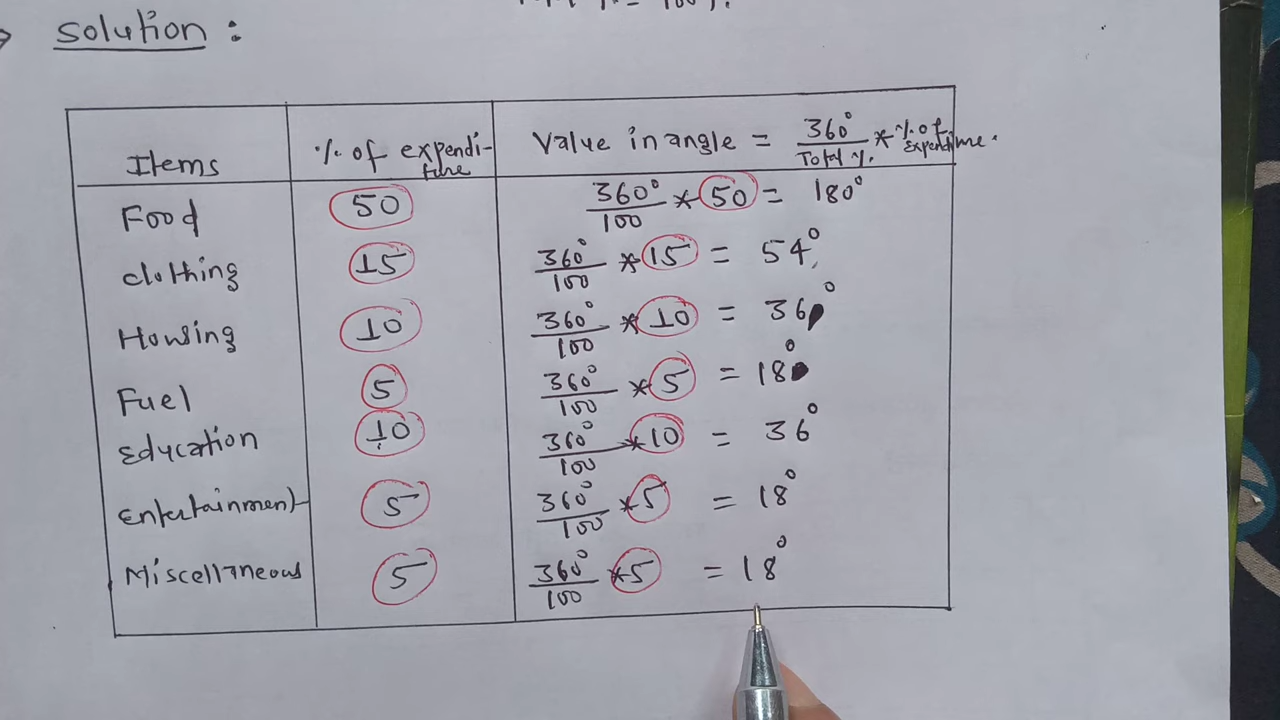 Solution :
Items % of expenditure Value in angle = 360° / Total % * % of Expenditure.
Food 50 360°/100 * 50 = 180°
clothing 15 360°/100 * 15 = 54°
Housing 10 360°/100 * 10 = 36°
Fuel 5 360°/100 * 5 = 18°
Education 10 360°/100 * 10 = 36°
Entertainment 5 360°/100 * 5 = 18°
Miscellaneous 5 360°/100 * 5 = 18°